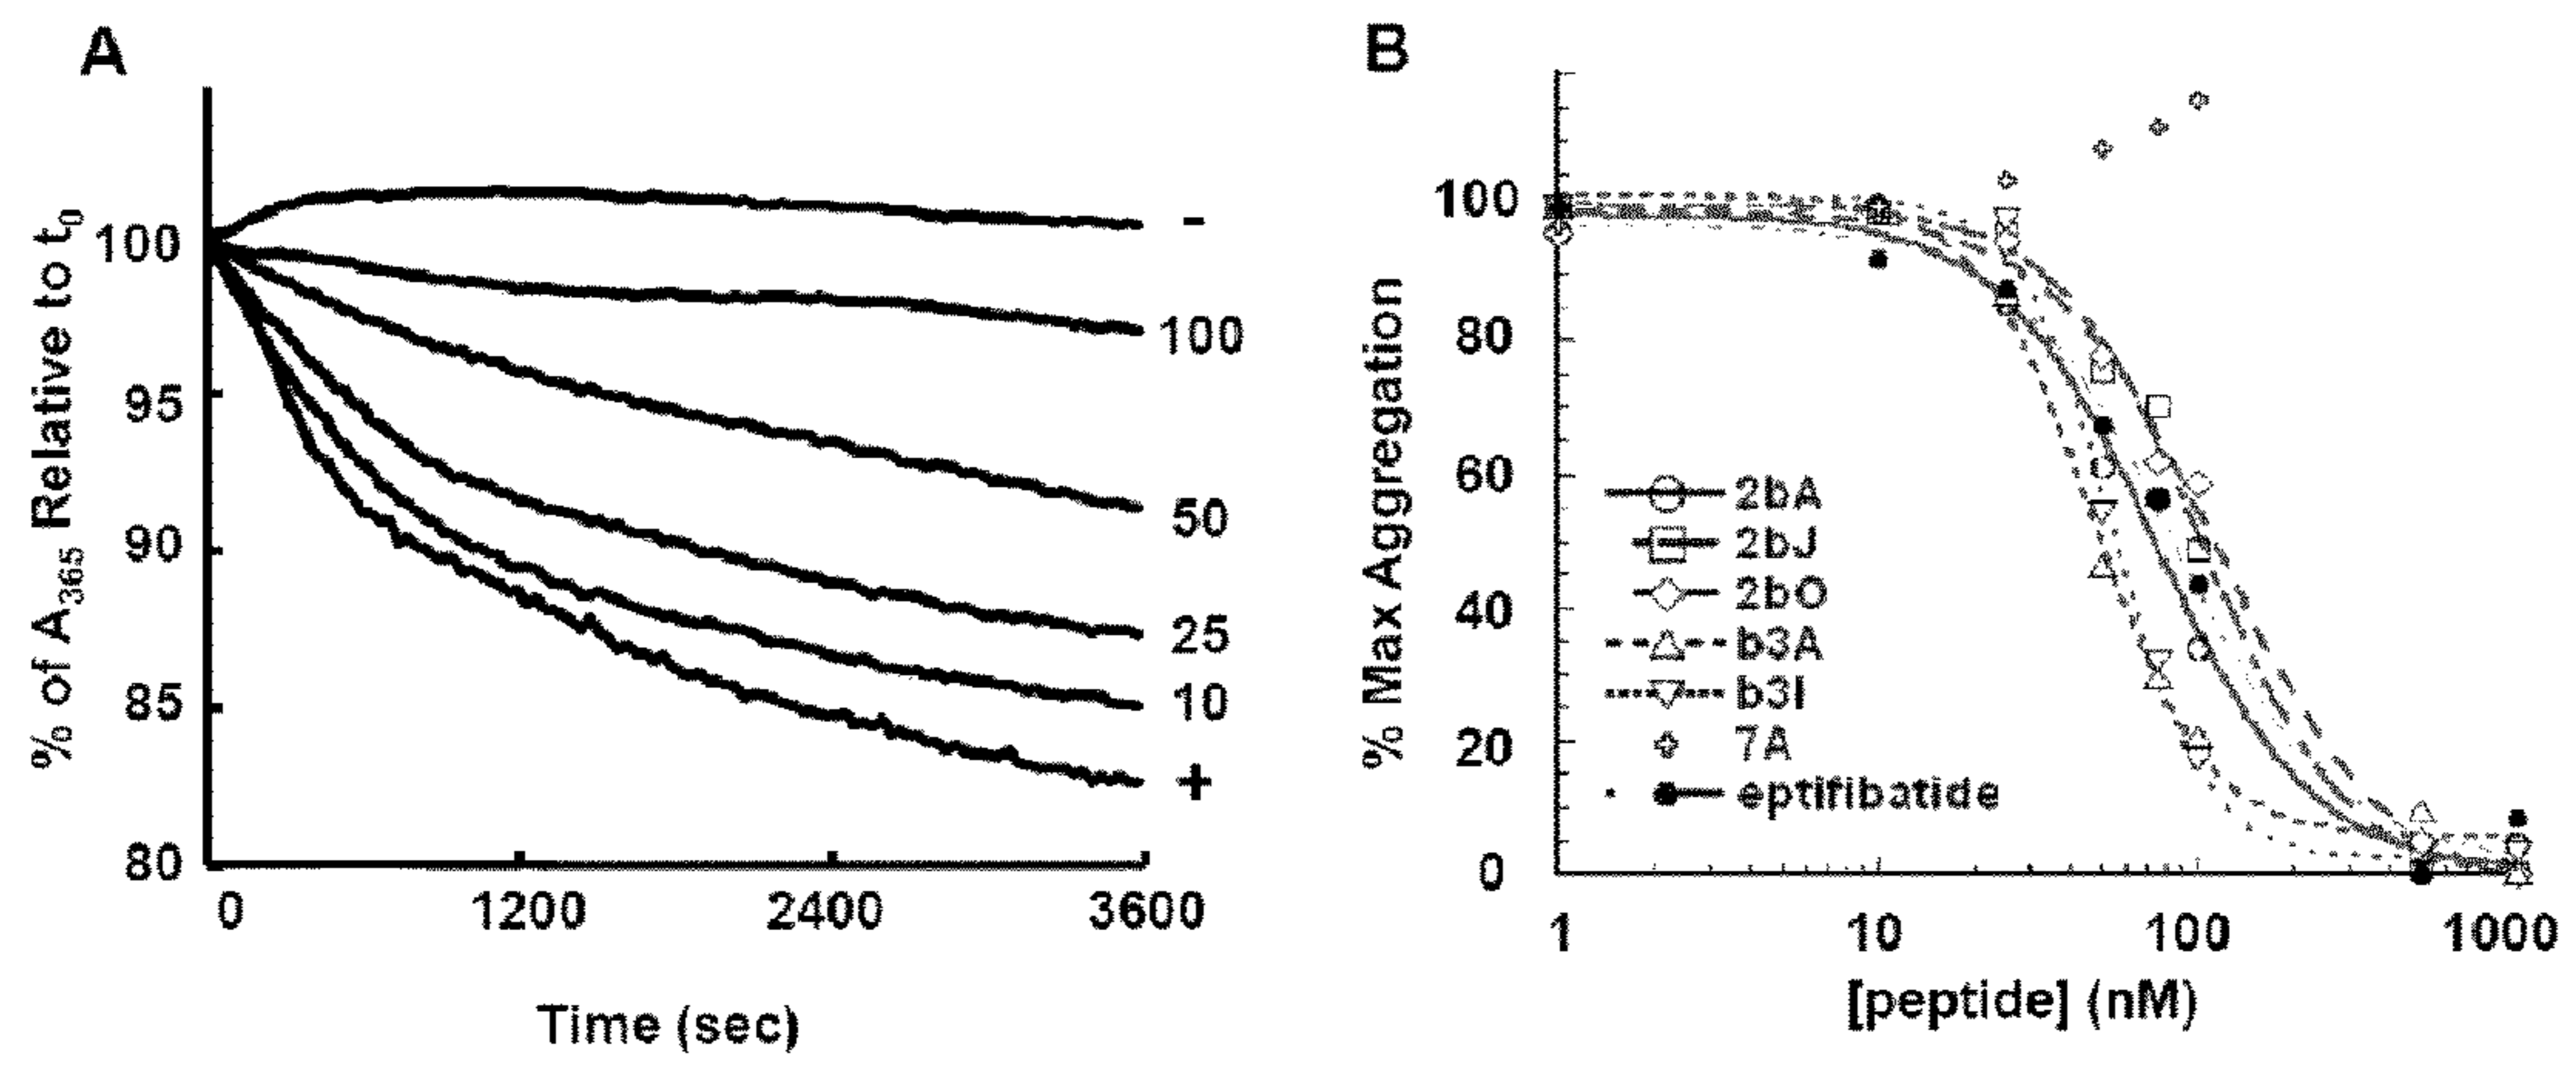 A
% of A365 Relative to t0
100
95
90
85
80
0 1200 2400 3600
Time (sec)
-
100
50
25
10
+
B
% Max Aggregation
100
80
60
40
20
0
2bA
2bJ
2bO
b3A
b3I
7A
eptifibatide
1 10 100 1000
[peptide] (nM)